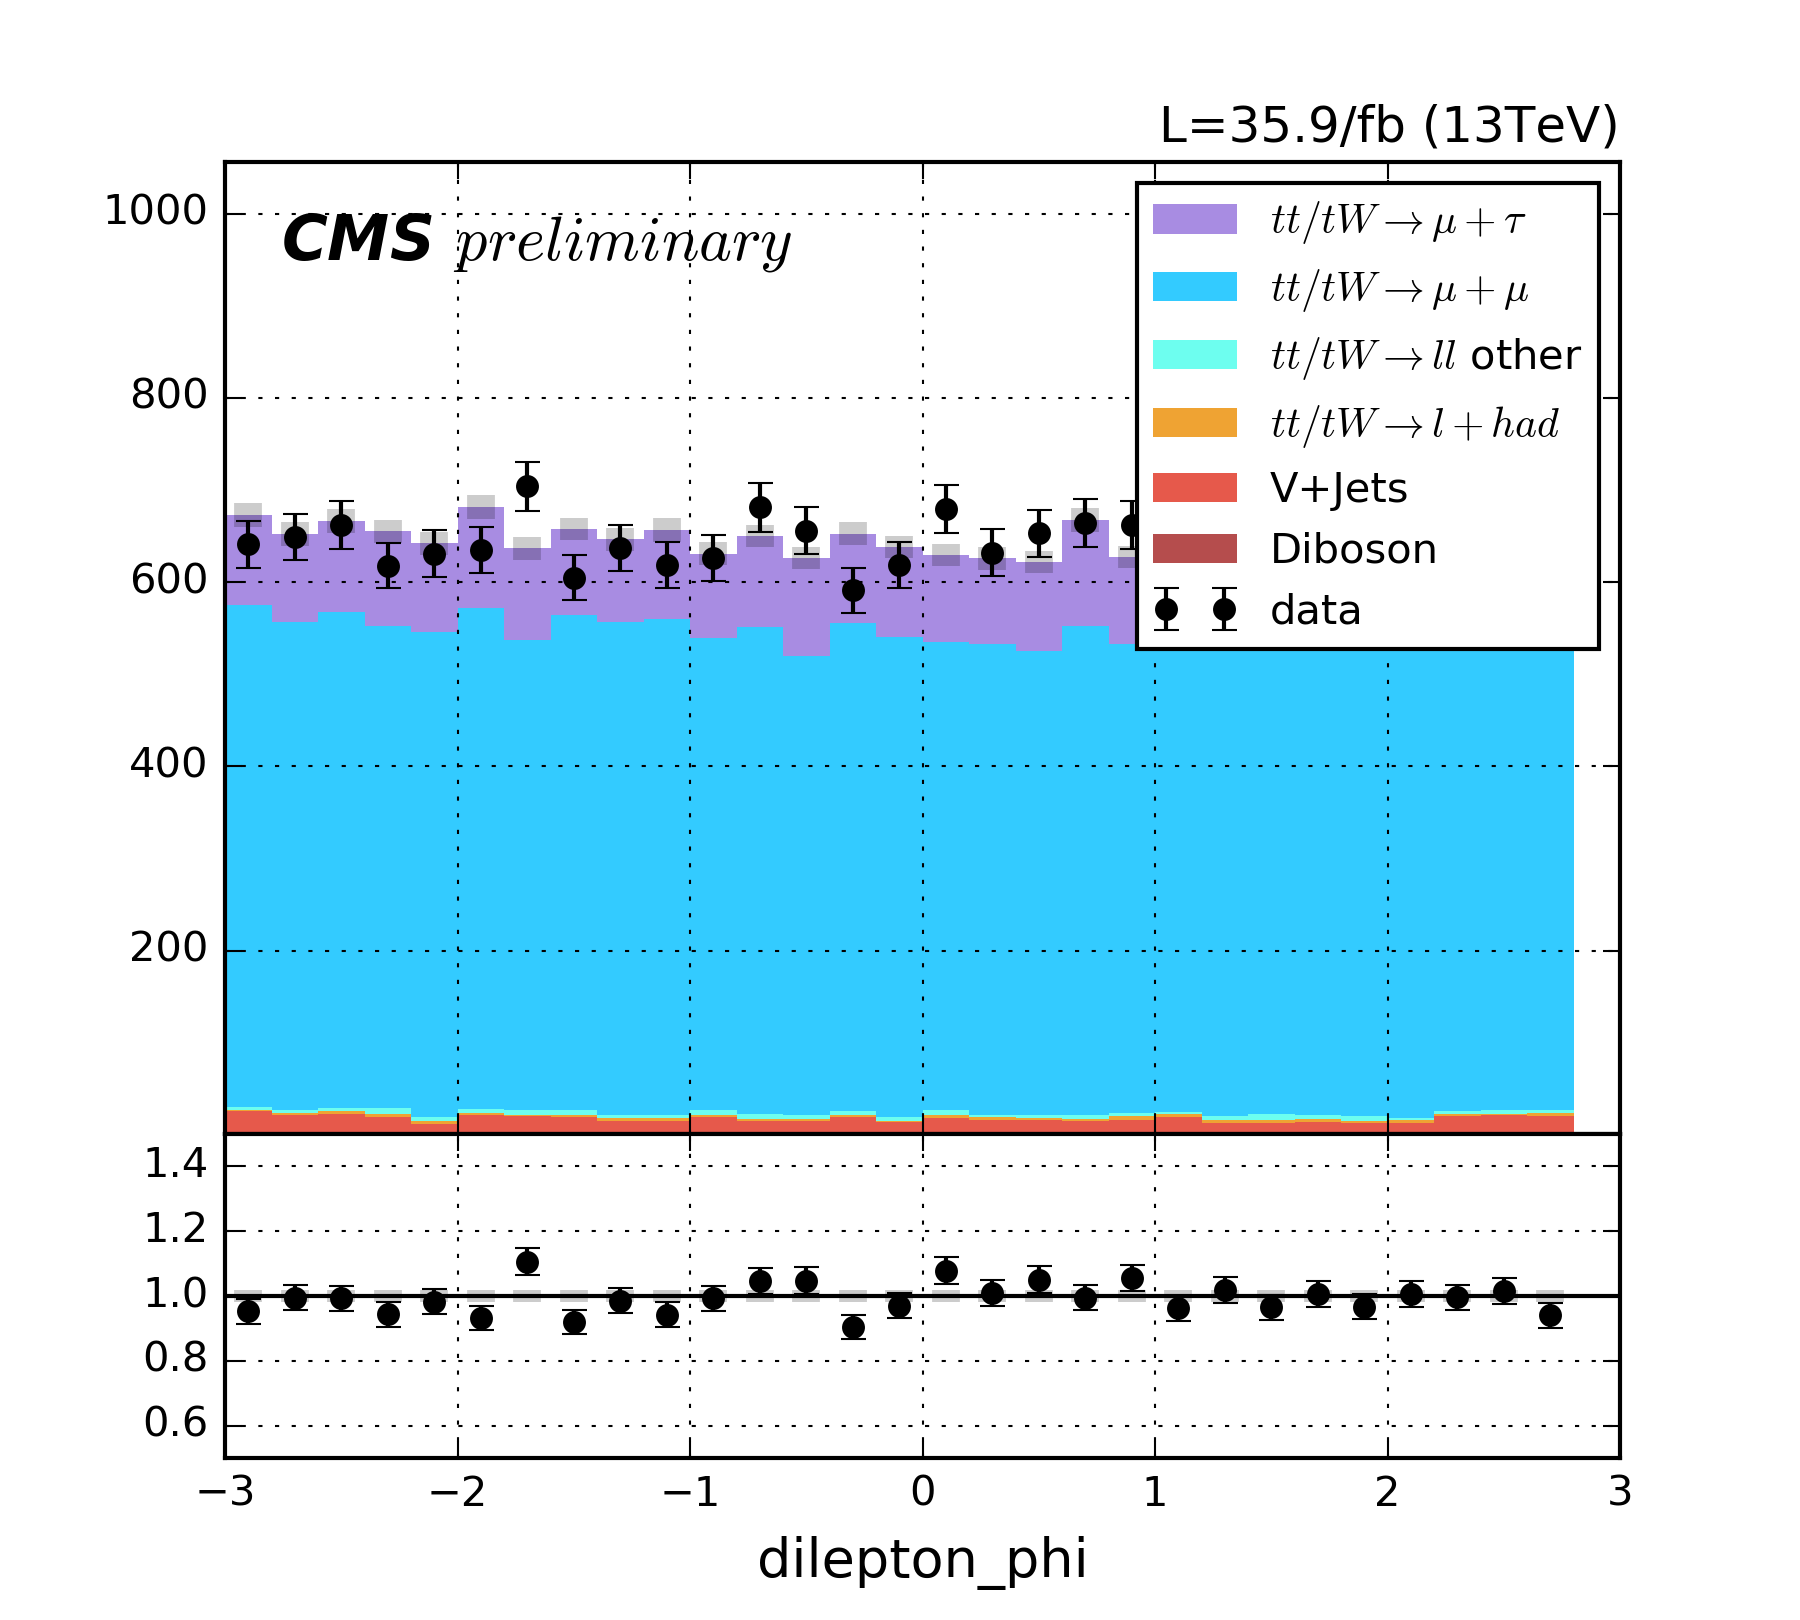 L=35.9/fb (13TeV)
CMS preliminary
1000
800
600
400
200
tt/tW→μ+τ
tt/tW→μ+μ
tt/tW→ll other
tt/tW→l+had
V+Jets
Diboson
data
1.4
1.2
1.0
0.8
0.6
−3 −2 −1 0 1 2 3
dilepton_phi